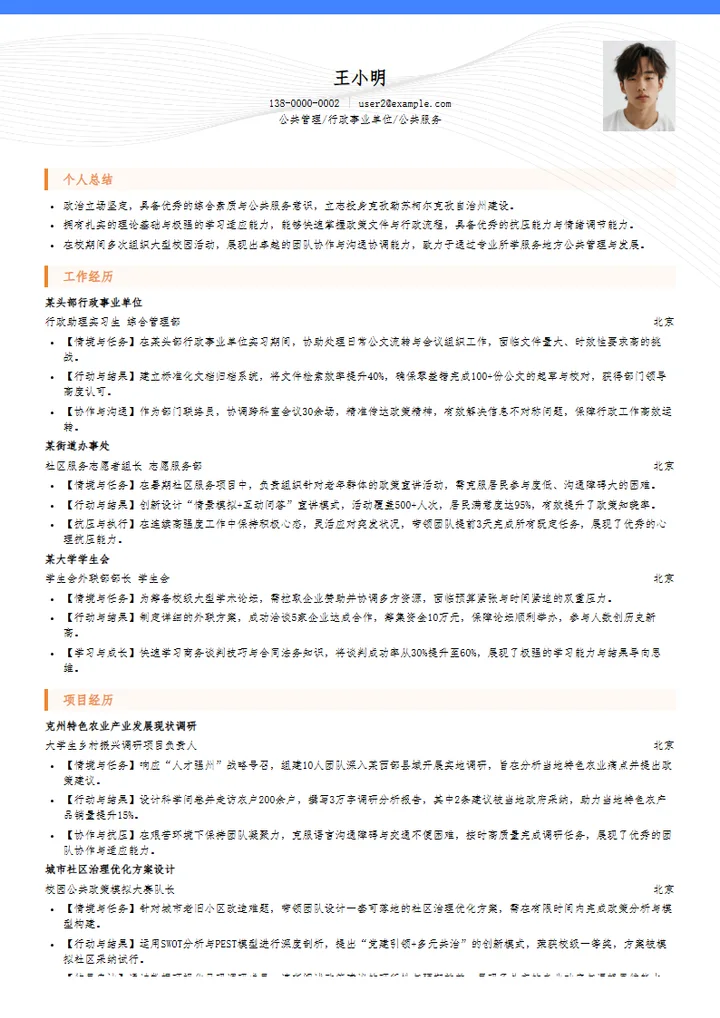 王小明
138-0000-0002 | user2@example.com
公共管理/行政事业单位/公共服务
个人总结
• 政治立场坚定，具备优秀的综合素质与公共服务意识，立志投身克孜勒苏柯尔克孜自治州建设。
• 拥有扎实的理论基础与极强的学习适应能力，能够快速掌握政策文件与行政流程，具备优秀的抗压能力与情绪调节能力。
• 在校期间多次组织大型校园活动，展现出卓越的团队协作与沟通协调能力，致力于通过专业所学服务地方公共管理与发展。
工作经历
某头部行政事业单位
行政助理实习生 综合管理部 北京
• 【情境与任务】在某头部行政事业单位实习期间，协助处理日常公文流转与会议组织工作，面临文件量大、时效性要求高的挑
战。
• 【行动与结果】建立标准化文档归档系统，将文件检索效率提升40%，确保零差错完成100+份公文的起草与校对，获得部门领导
高度认可。
• 【协作与沟通】作为部门联络员，协调跨科室会议30余场，精准传达政策精神，有效解决信息不对称问题，保障行政工作高效运
转。
某街道办事处
社区服务志愿者组长 志愿服务部 北京
• 【情境与任务】在暑期社区服务项目中，负责组织针对老年群体的政策宣讲活动，需克服居民参与度低、沟通障碍大的困难。
• 【行动与结果】创新设计“情景模拟+互动问答”宣讲模式，活动覆盖500+人次，居民满意度达95%，有效提升了政策知晓率。
• 【抗压与执行】在连续高强度工作中保持积极心态，灵活应对突发状况，带领团队提前3天完成所有既定任务，展现了优秀的心
理抗压能力。
某大学学生会
学生会外联部部长 学生会 北京
• 【情境与任务】为筹备校级大型学术论坛，需拉取企业赞助并协调多方资源，面临预算紧张与时间紧迫的双重压力。
• 【行动与结果】制定详细的外联方案，成功洽谈5家企业达成合作，筹集资金10万元，保障论坛顺利举办，参与人数创历史新
高。
• 【学习与成长】快速学习商务谈判技巧与合同法务知识，将谈判成功率从30%提升至60%，展现了极强的学习能力与结果导向思
维。
项目经历
克州特色农业产业发展现状调研
大学生乡村振兴调研项目负责人 北京
• 【情境与任务】响应“人才强州”战略号召，组建10人团队深入某西部县域开展实地调研，旨在分析当地特色农业痛点并提出政
策建议。
• 【行动与结果】设计科学问卷并走访农户200余户，撰写3万字调研分析报告，其中2条建议被当地政府采纳，助力当地特色农产
品销量提升15%。
• 【协作与抗压】在艰苦环境下保持团队凝聚力，克服语言沟通障碍与交通不便困难，按时高质量完成调研任务，展现了优秀的团
队协作与适应能力。
城市社区治理优化方案设计
校园公共政策模拟大赛队长 北京
• 【情境与任务】针对城市老旧小区改造难题，带领团队设计一套可落地的社区治理优化方案，需在有限时间内完成政策分析与模
型构建。
• 【行动与结果】运用SWOT分析与PEST模型进行深度剖析，提出“党建引领+多元共治”的创新模式，荣获校级一等奖，方案被模
拟社区采纳试行。